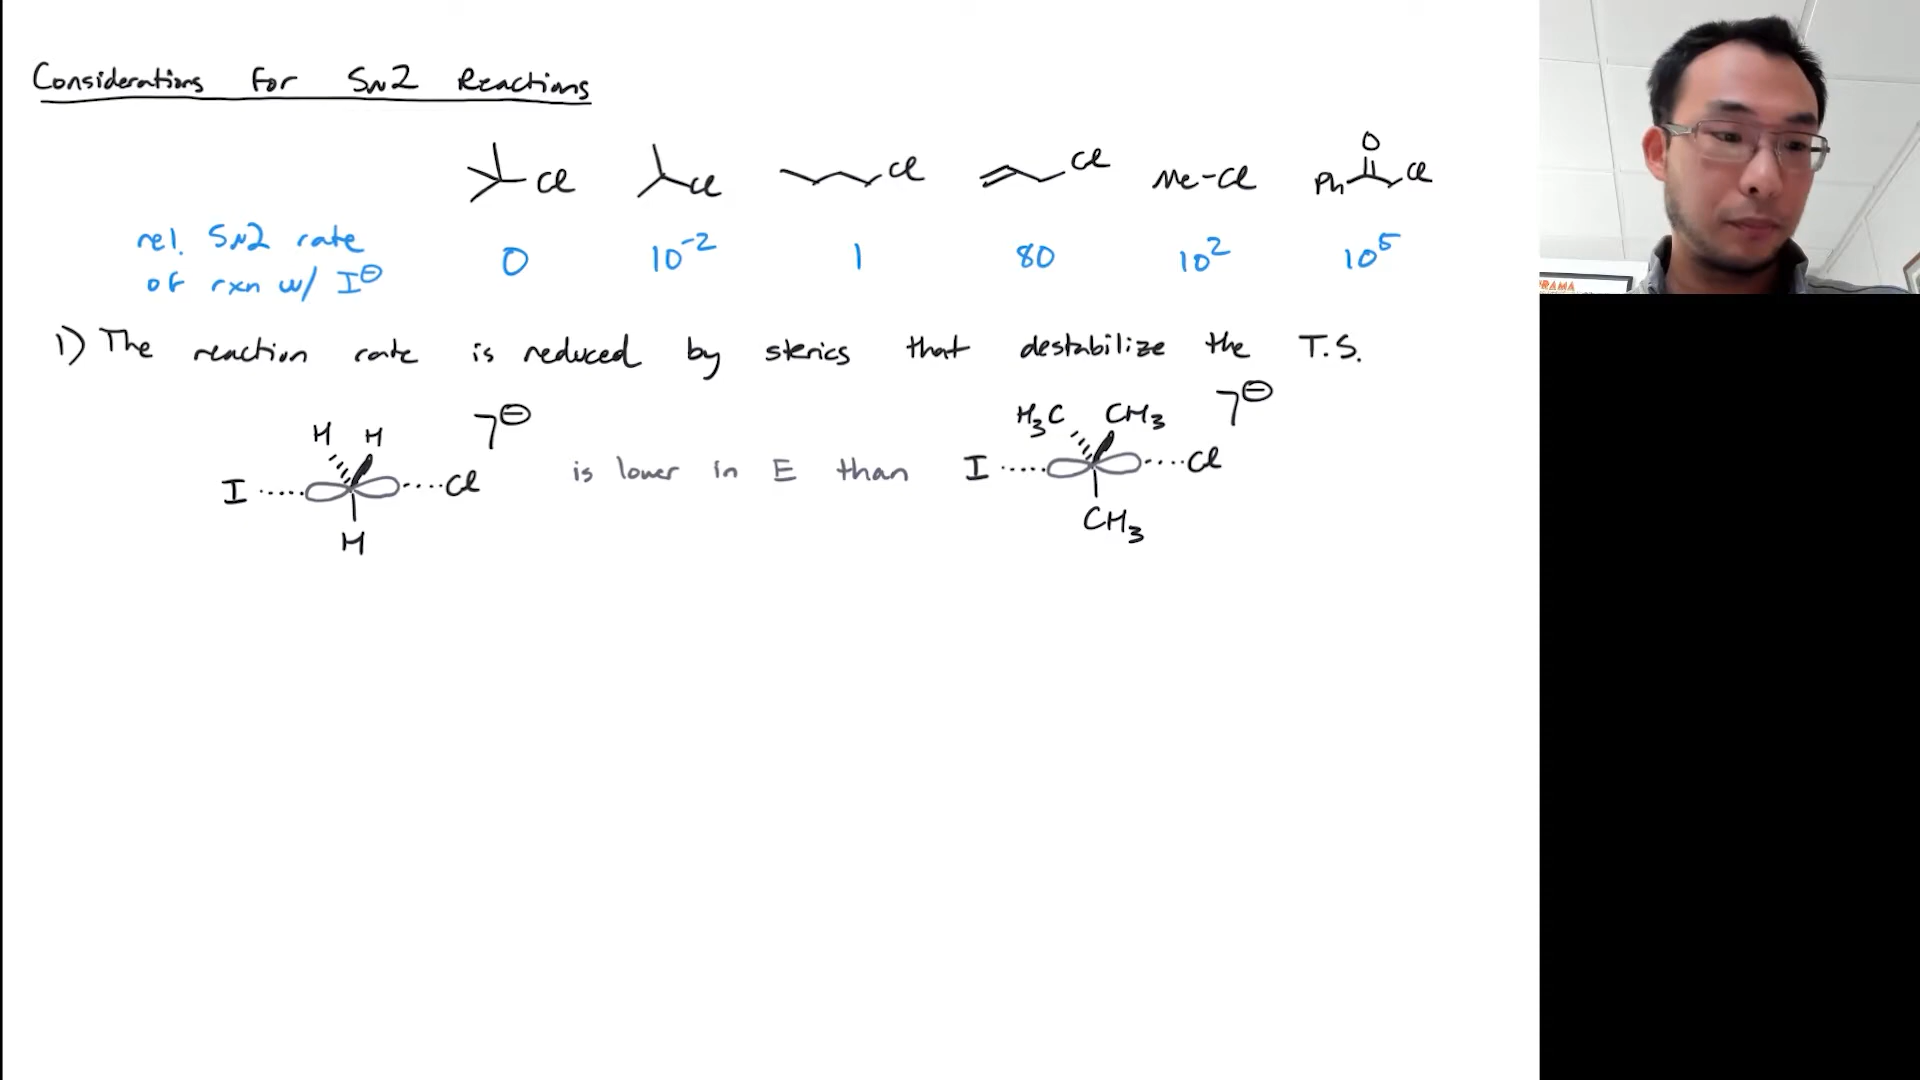 Considerations for SN2 Reactions
Cl Cl Cl Cl Me-Cl Ph O Cl
rel. SN2 rate
of rxn w/ I⊖
0 10⁻² 1 80 10² 10⁵
1) The reaction rate is reduced by sterics that destabilize the T.S.
H H ⊖
I Cl
H
is lower in E than
H₃C CH₃ ⊖
I Cl
CH₃
RAMA